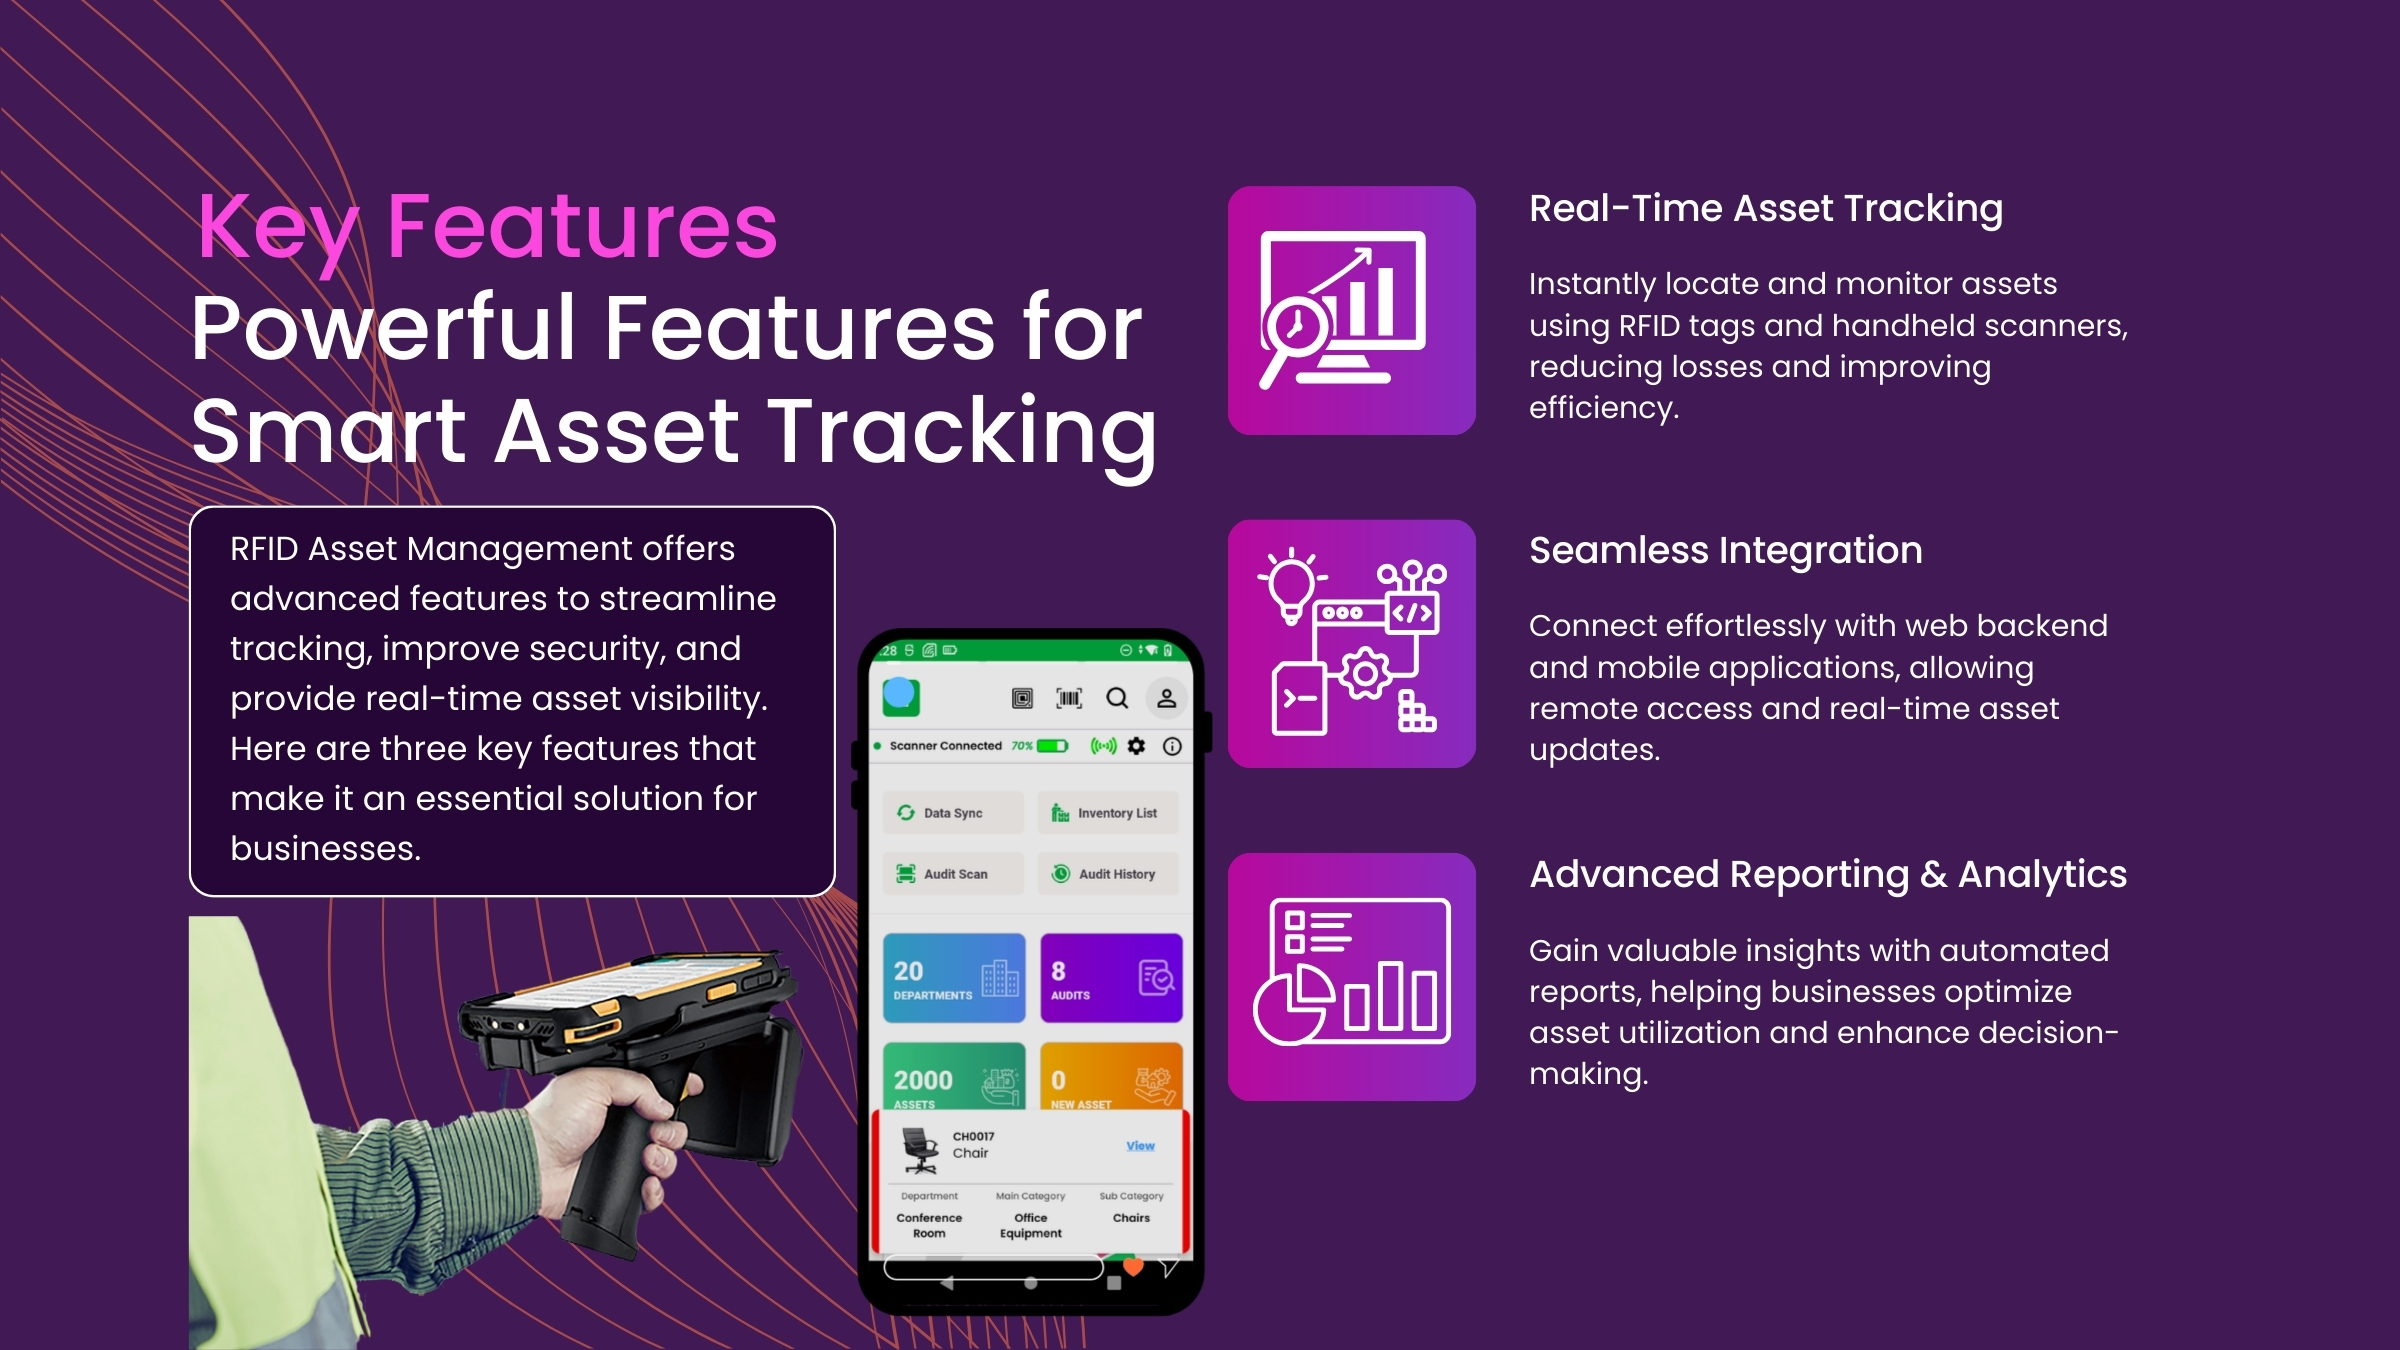 Key Features
Powerful Features for
Smart Asset Tracking
RFID Asset Management offers
advanced features to streamline
tracking, improve security, and
provide real-time asset visibility.
Here are three key features that
make it an essential solution for
businesses.
:28
Scanner Connected 70%
Data Sync
Inventory List
Audit Scan
Audit History
20
DEPARTMENTS
8
AUDITS
2000
ASSETS
0
NEW ASSET
CH0017
Chair
View
Department Main Category Sub Category
Conference
Room
Office
Equipment
Chairs
Real-Time Asset Tracking
Instantly locate and monitor assets
using RFID tags and handheld scanners,
reducing losses and improving
efficiency.
Seamless Integration
Connect effortlessly with web backend
and mobile applications, allowing
remote access and real-time asset
updates.
Advanced Reporting & Analytics
Gain valuable insights with automated
reports, helping businesses optimize
asset utilization and enhance decision-
making.